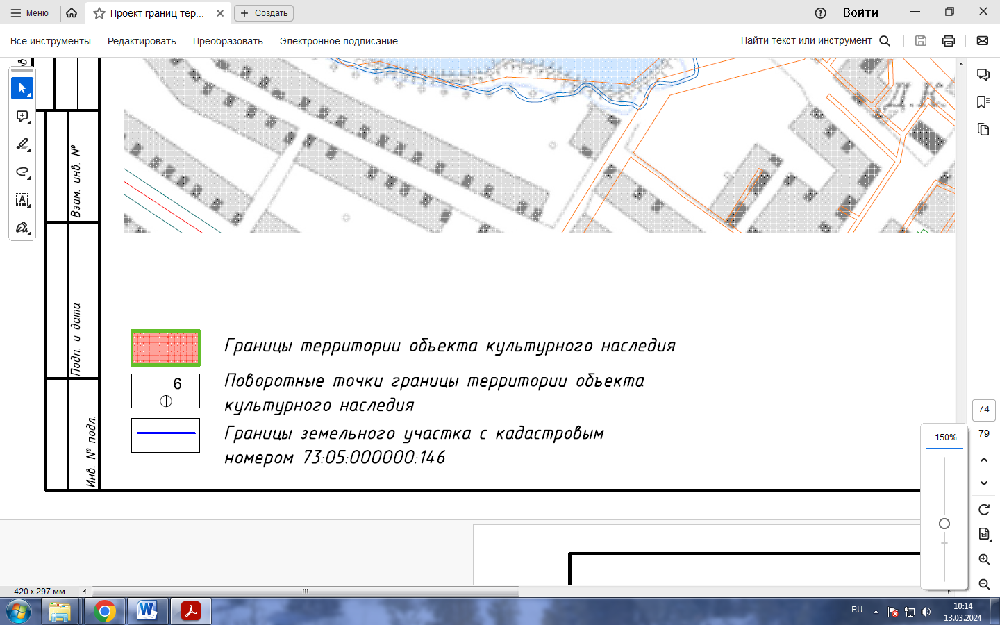 Меню
Проект границ тер...
Создать
Войти
Все инструменты
Редактировать
Преобразовать
Электронное подписание
Найти текст или инструмент
Д.К.
Взам. инв. №
Подп. и дата
Инв. № подл.
Границы территории объекта культурного наследия
6
Поворотные точки границы территории объекта
культурного наследия
Границы земельного участка с кадастровым
номером 73:05:000000:146
74
79
150%
1:1
420 x 297 мм
RU
10:14
13.03.2024